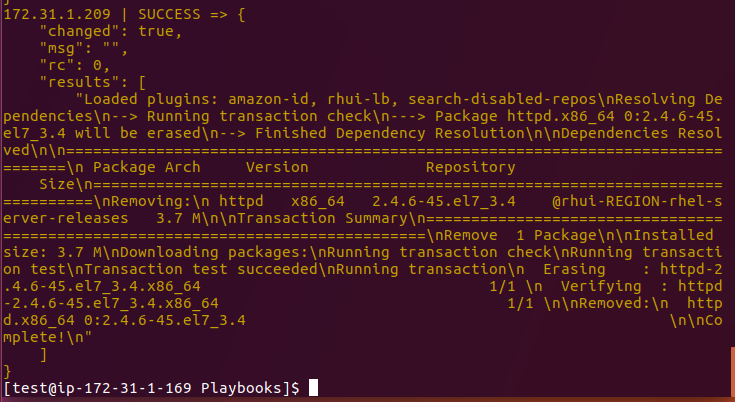 }
172.31.1.209 | SUCCESS => {
    "changed": true,
    "msg": "",
    "rc": 0,
    "results": [
        "Loaded plugins: amazon-id, rhui-lb, search-disabled-repos\nResolving De
pendencies\n--> Running transaction check\n---> Package httpd.x86_64 0:2.4.6-45.
el7_3.4 will be erased\n--> Finished Dependency Resolution\n\nDependencies Resol
ved\n\n=========================================================================
=======\n Package Arch     Version             Repository
    Size\n======================================================================
==========\nRemoving:\n httpd   x86_64   2.4.6-45.el7_3.4    @rhui-REGION-rhel-s
erver-releases   3.7 M\n\nTransaction Summary\n=================================
===============================================\nRemove  1 Package\n\nInstalled 
size: 3.7 M\nDownloading packages:\nRunning transaction check\nRunning transacti
on test\nTransaction test succeeded\nRunning transaction\n  Erasing    : httpd-2
.4.6-45.el7_3.4.x86_64                                1/1 \n  Verifying  : httpd
-2.4.6-45.el7_3.4.x86_64                                1/1 \n\nRemoved:\n  http
d.x86_64 0:2.4.6-45.el7_3.4                                               \n\nCo
mplete!\n"
    ]
}
[test@ip-172-31-1-169 Playbooks]$